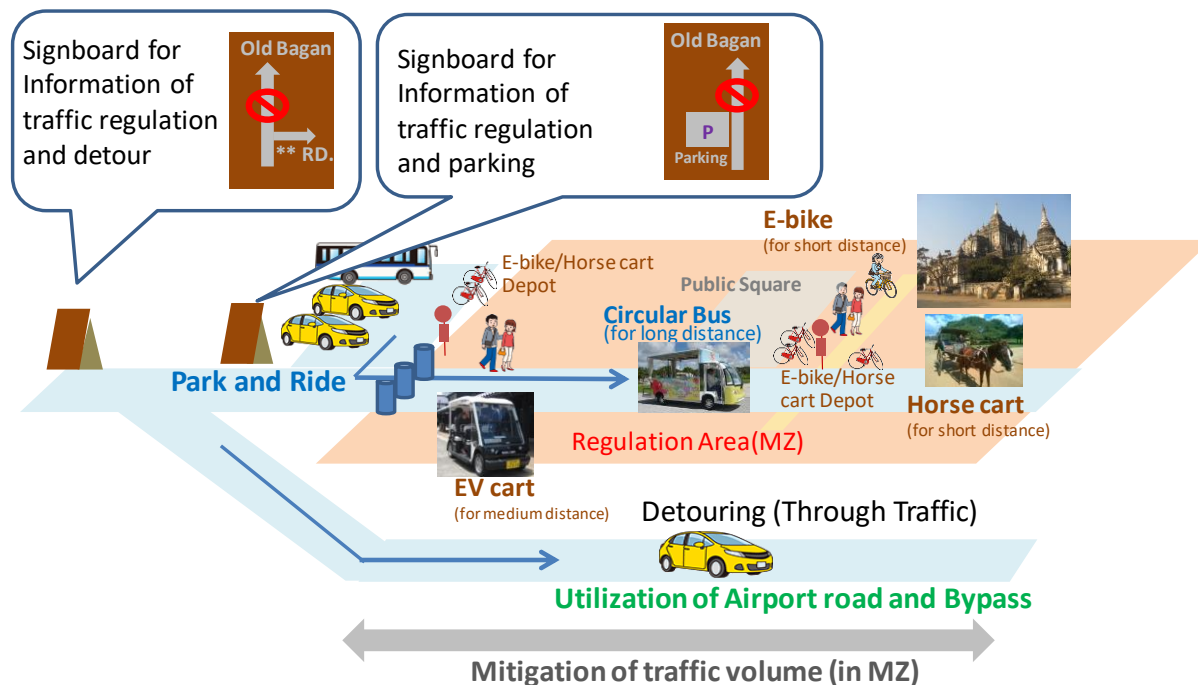 Signboard for
Information of
traffic regulation
and detour
Old Bagan
** RD.
Signboard for
Information of
traffic regulation
and parking
Old Bagan
P
Parking
E-bike
(for short distance)
E-bike/Horse cart
Depot
Public Square
Circular Bus
(for long distance)
Park and Ride
E-bike/Horse
cart Depot
Horse cart
(for short distance)
Regulation Area(MZ)
EV cart
(for medium distance)
Detouring (Through Traffic)
Utilization of Airport road and Bypass
Mitigation of traffic volume (in MZ)